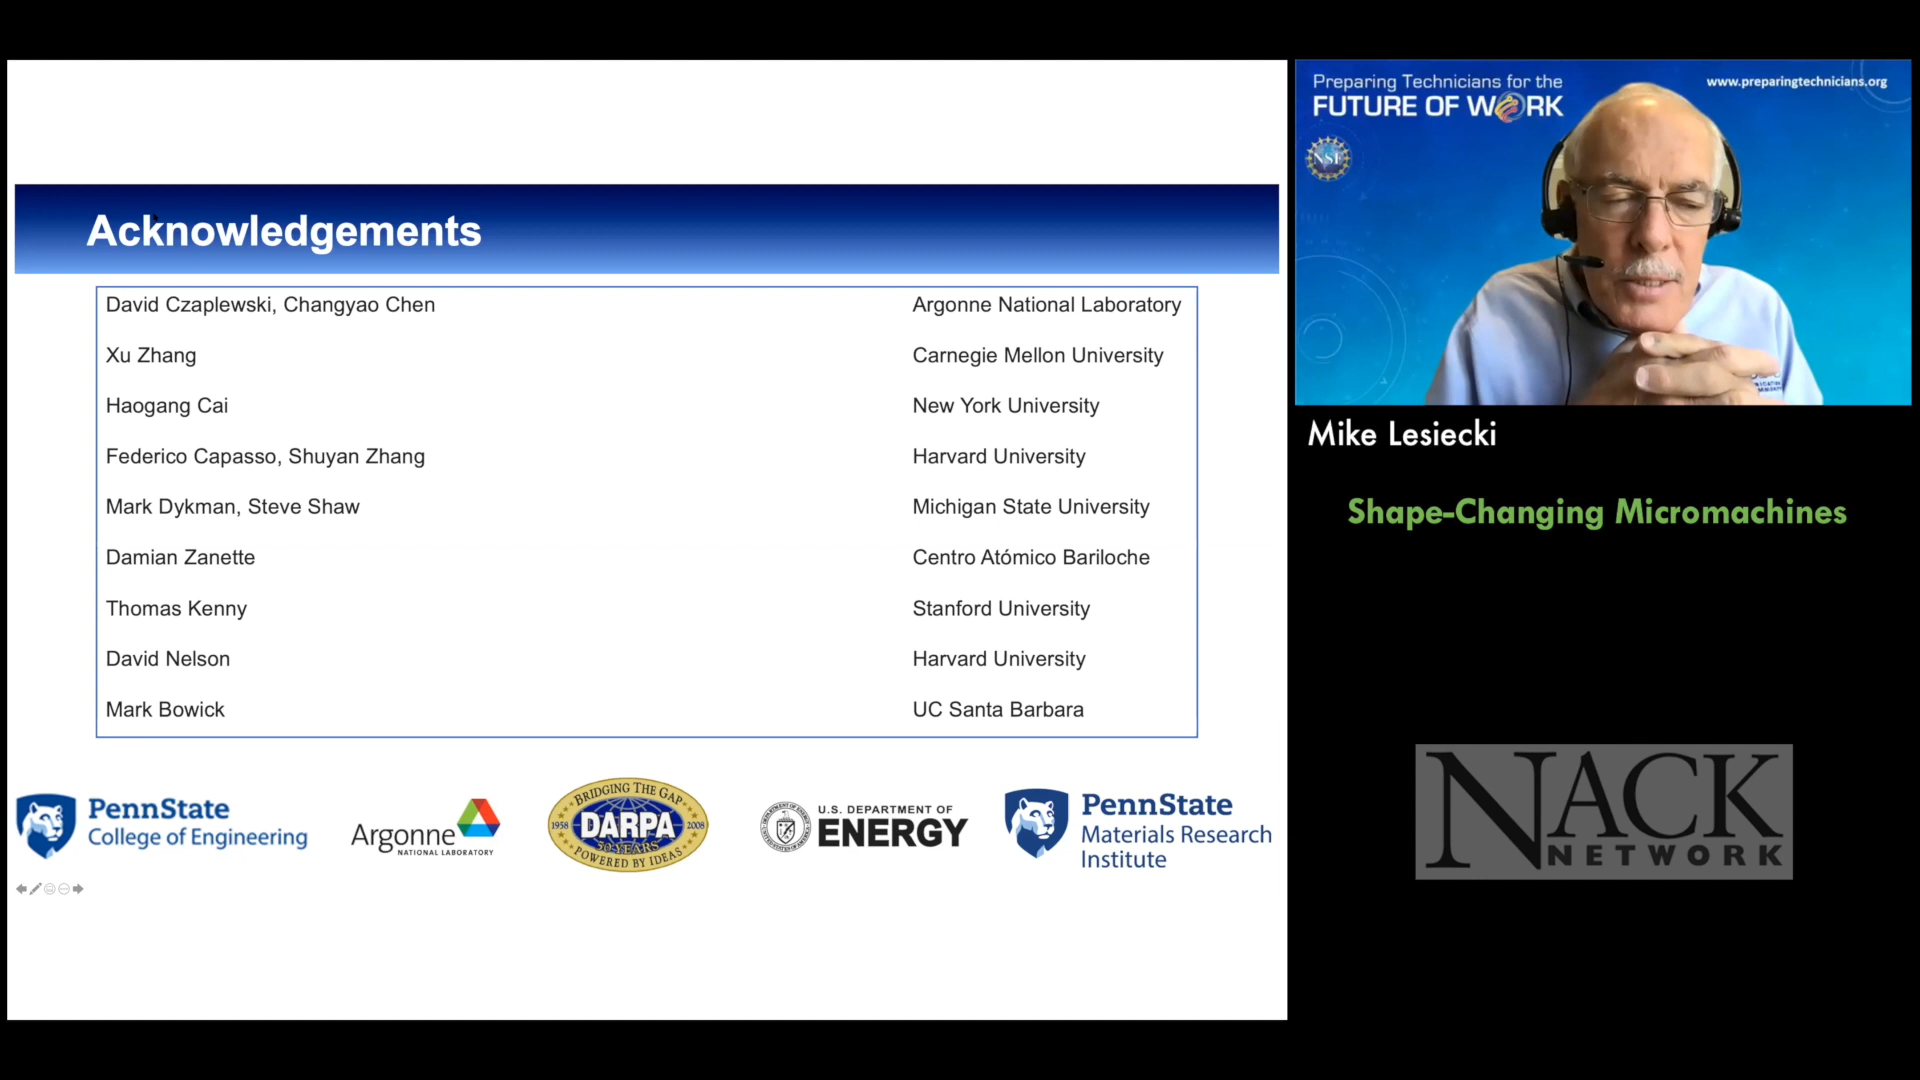 Acknowledgements
David Czaplewski, Changyao Chen Argonne National Laboratory
Xu Zhang Carnegie Mellon University
Haogang Cai New York University
Federico Capasso, Shuyan Zhang Harvard University
Mark Dykman, Steve Shaw Michigan State University
Damian Zanette Centro Atómico Bariloche
Thomas Kenny Stanford University
David Nelson Harvard University
Mark Bowick UC Santa Barbara
PennState
College of Engineering
Argonne
NATIONAL LABORATORY
BRIDGING THE GAP
1958 DARPA 2008
50 YEARS
POWERED BY IDEAS
U.S. DEPARTMENT OF
ENERGY
PennState
Materials Research
Institute
Preparing Technicians for the
FUTURE OF WORK
www.preparingtechnicians.org
NSF
Mike Lesiecki
Shape-Changing Micromachines
NACK
NETWORK